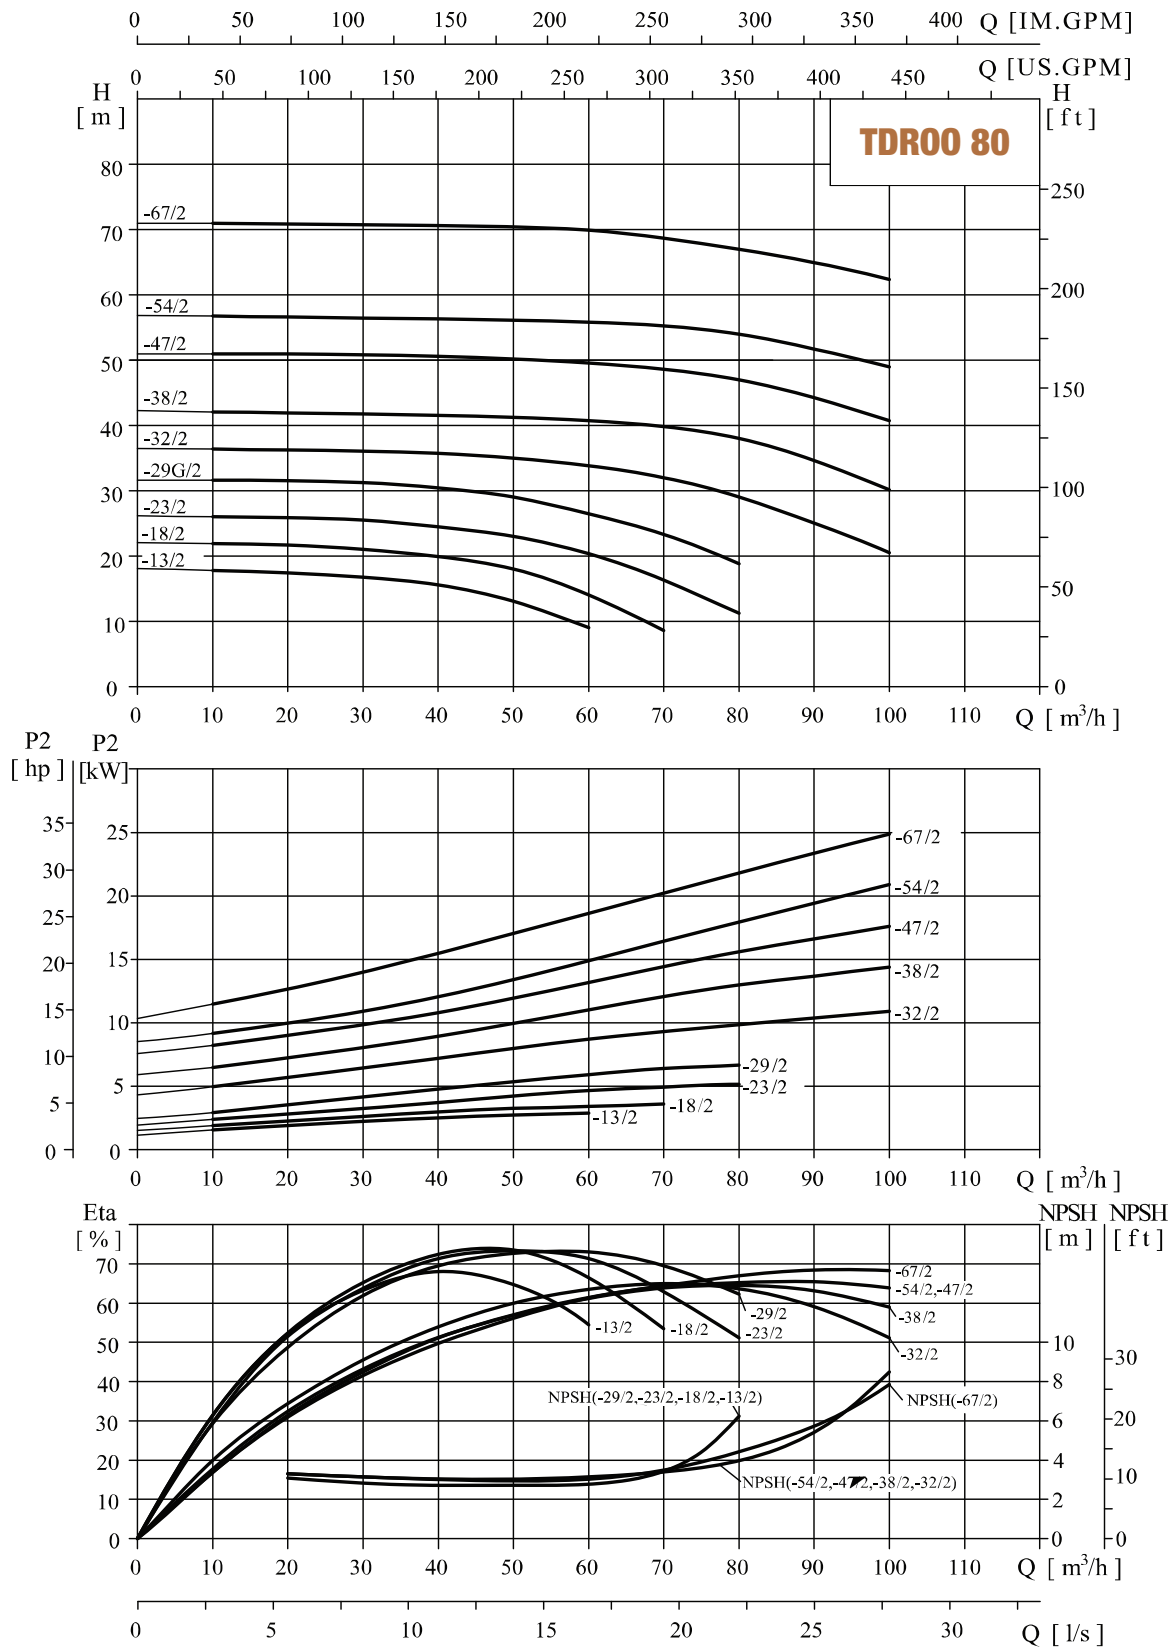 0 50 100 150 200 250 300 350 400 Q [IM.GPM]
0 50 100 150 200 250 300 350 400 450 Q [US.GPM]
H H
[ m ] [ f t ]
TDR00 80
80
250
-67/2
70
60
200
-54/2
-47/2
50
150
-38/2
40
-32/2
-29G/2
30
100
-23/2
-18/2
20
-13/2
50
10
0 0
0 10 20 30 40 50 60 70 80 90 100 110 Q [ m³/h ]
P2 P2
[ hp ] [kW]
35 25
-67/2
30
20
-54/2
25
-47/2
20 15
-38/2
15
10
-32/2
10
5
-29/2
-23/2
5
-18/2
-13/2
0 0
0 10 20 30 40 50 60 70 80 90 100 110 Q [ m³/h ]
Eta NPSH NPSH
[ % ] [ m ] [ f t ]
70
-67/2
-54/2,-47/2
60
-29/2
-38/2
-13/2 -18/2 -23/2
50 10
-32/2
30
NPSH(-29/2,-23/2,-18/2,-13/2)
40 8
NPSH(-67/2)
30 6 20
20 4
NPSH(-54/2,-47/2,-38/2,-32/2)
10
10 2
0 0 0
0 10 20 30 40 50 60 70 80 90 100 110 Q [ m³/h ]
0 5 10 15 20 25 30 Q [ l/s ]